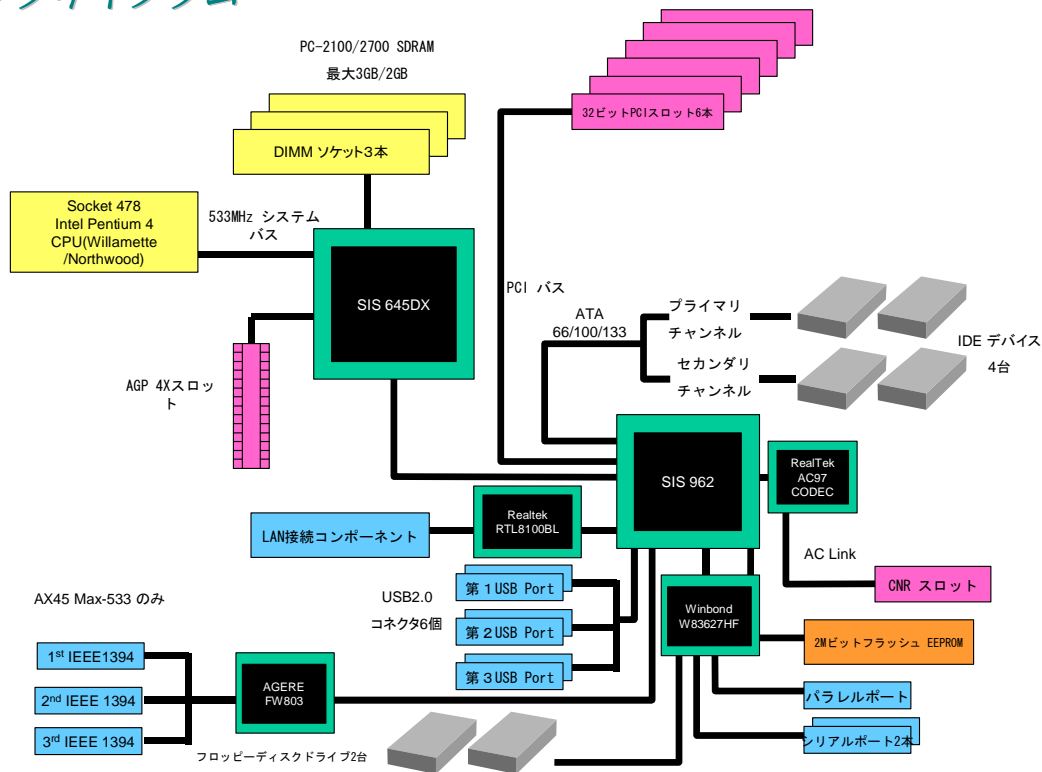 PC-2100/2700 SDRAM
最大3GB/2GB
DIMM ソケット3本
32ビットPCIスロット6本
Socket 478
Intel Pentium 4
CPU(Willamette
/Northwood)
533MHz システム
バス
SIS 645DX
PCI バス
ATA
66/100/133
プライマリ
チャンネル
セカンダリ
チャンネル
IDE デバイス
4台
AGP 4Xスロッ
ト
SIS 962
RealTek
AC97
CODEC
Realtek
RTL8100BL
LAN接続コンポーネント
AC Link
CNR スロット
AX45 Max-533 のみ
USB2.0
コネクタ6個
第1USB Port
第2USB Port
第3USB Port
Winbond
W83627HF
2Mビットフラッシュ EEPROM
1st IEEE1394
2nd IEEE 1394
3rd IEEE 1394
AGERE
FW803
パラレルポート
シリアルポート2本
フロッピーディスクドライブ2台